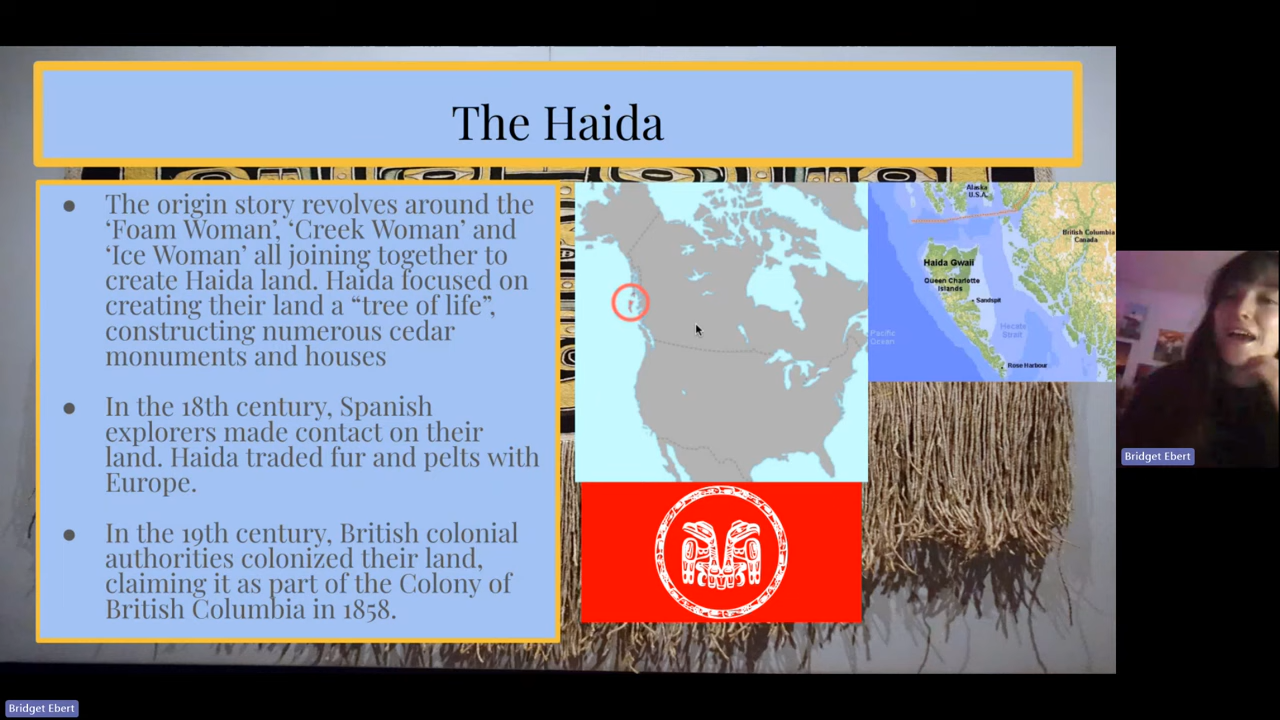 The Haida
● The origin story revolves around the
‘Foam Woman’, ‘Creek Woman’ and
‘Ice Woman’ all joining together to
create Haida land. Haida focused on
creating their land a “tree of life”,
constructing numerous cedar
monuments and houses
● In the 18th century, Spanish
explorers made contact on their
land. Haida traded fur and pelts with
Europe.
● In the 19th century, British colonial
authorities colonized their land,
claiming it as part of the Colony of
British Columbia in 1858.
Alaska
U.S.A.
British Columbia
Canada
Haida Gwaii
Queen Charlotte
Islands
Sandspit
Hecate
Strait
Pacific
Ocean
Rose Harbour
Bridget Ebert
Bridget Ebert